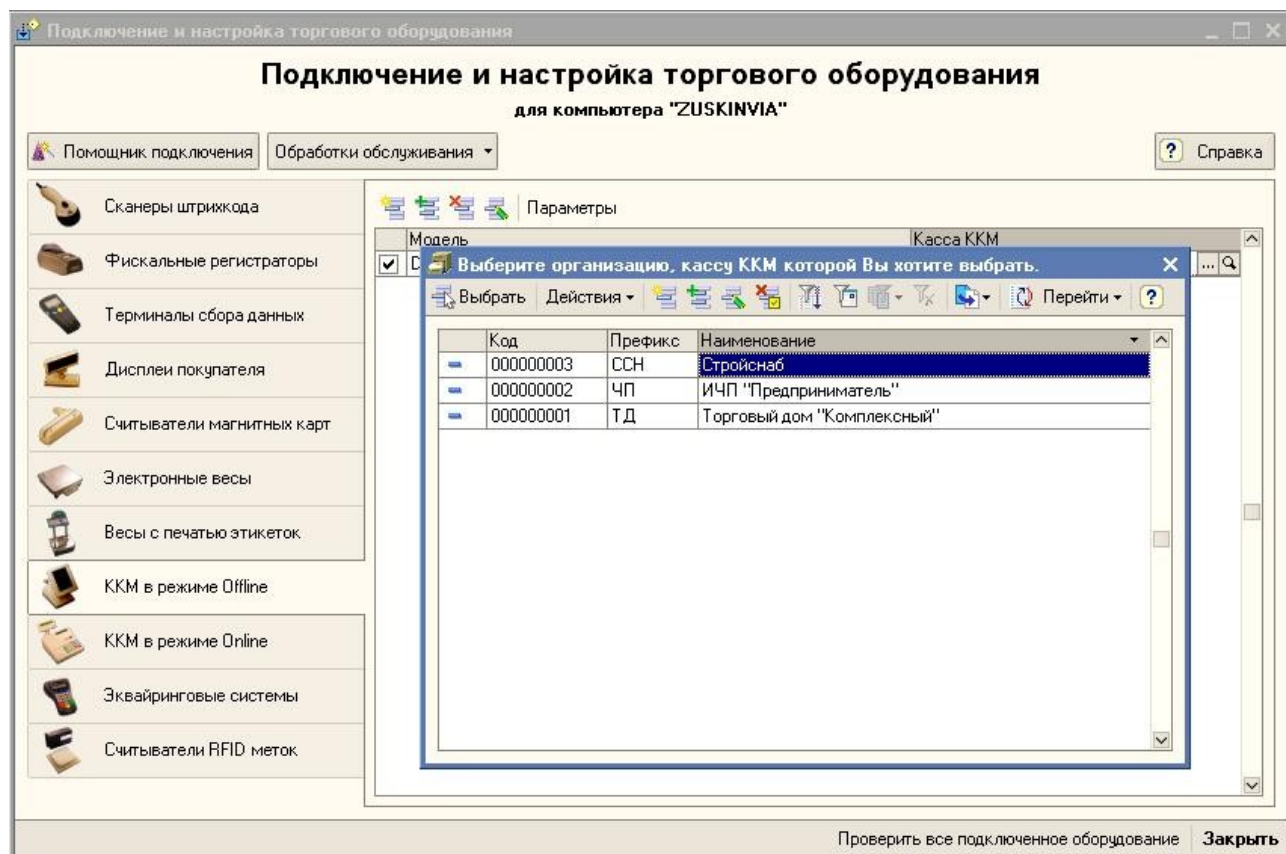 Подключение и настройка торгового оборудования
Подключение и настройка торгового оборудования
для компьютера "ZUSKINVIA"
Помощник подключения Обработки обслуживания ? Справка
Сканеры штрихкода
Фискальные регистраторы
Терминалы сбора данных
Дисплеи покупателя
Считыватели магнитных карт
Электронные весы
Весы с печатью этикеток
ККМ в режиме Offline
ККМ в режиме Online
Эквайринговые системы
Считыватели RFID меток
Параметры
Модель Касса ККМ
Выберите организацию, кассу ККМ которой Вы хотите выбрать.
Выбрать Действия Перейти ?
Код Префикс Наименование
000000003 ССН Стройснаб
000000002 ЧП ИЧП "Предприниматель"
000000001 ТД Торговый дом "Комплексный"
Проверить все подключенное оборудование Закрыть